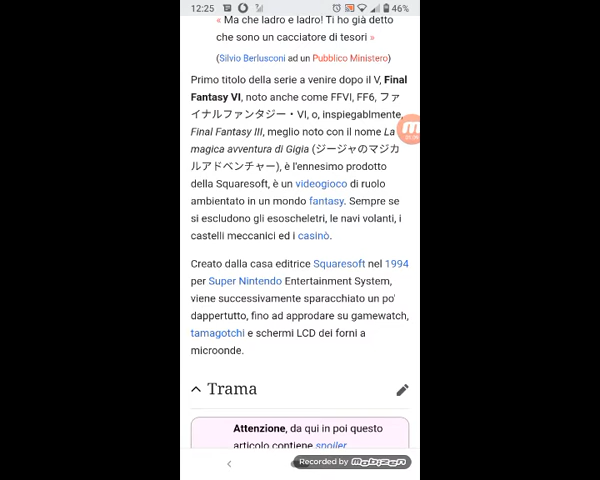 12:25 46%
« Ma che ladro e ladro! Ti ho già detto
che sono un cacciatore di tesori »
(Silvio Berlusconi ad un Pubblico Ministero)
Primo titolo della serie a venire dopo il V, Final
Fantasy VI, noto anche come FFVI, FF6, ファ
イナルファンタジー・VI, o, inspiegabilmente,
Final Fantasy III, meglio noto con il nome La
magica avventura di Gigia (ジージャのマジカ
ルアドベンチャー), è l'ennesimo prodotto
della Squaresoft, è un videogioco di ruolo
ambientato in un mondo fantasy. Sempre se
si escludono gli esoscheletri, le navi volanti, i
castelli meccanici ed i casinò.
Creato dalla casa editrice Squaresoft nel 1994
per Super Nintendo Entertainment System,
viene successivamente sparacchiato un po'
dappertutto, fino ad approdare su gamewatch,
tamagotchi e schermi LCD dei forni a
microonde.
Trama
Attenzione, da qui in poi questo
articolo contiene spoiler.
Recorded by mobizen